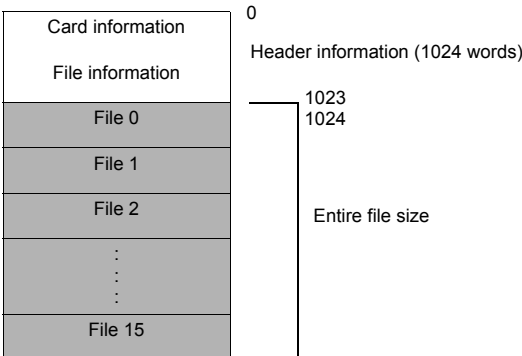 Card information
File information
0
Header information (1024 words)
1023
1024
File 0
File 1
File 2
:
:
:
File 15
Entire file size